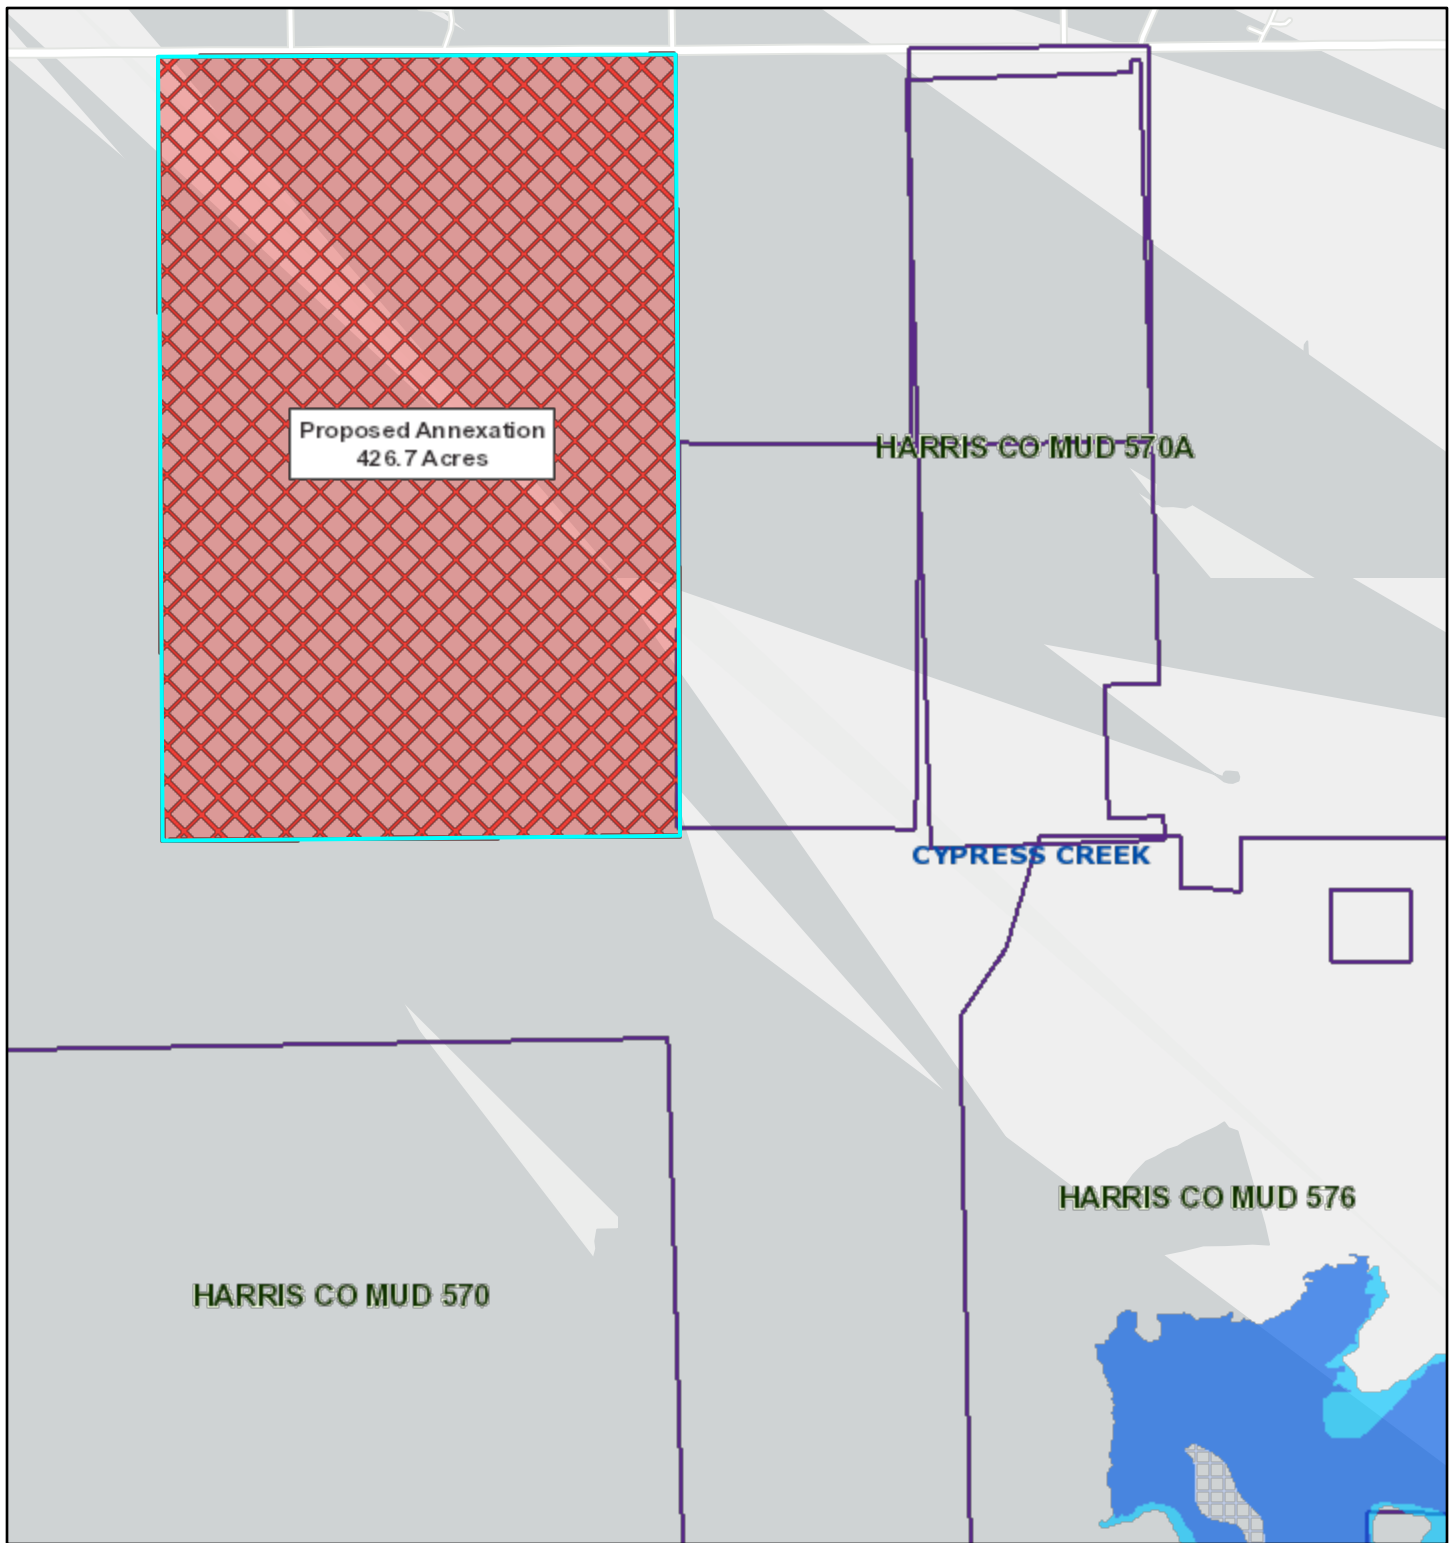 Proposed Annexation
426.7 Acres
HARRIS CO MUD 570A
CYPRESS CREEK
HARRIS CO MUD 576
HARRIS CO MUD 570